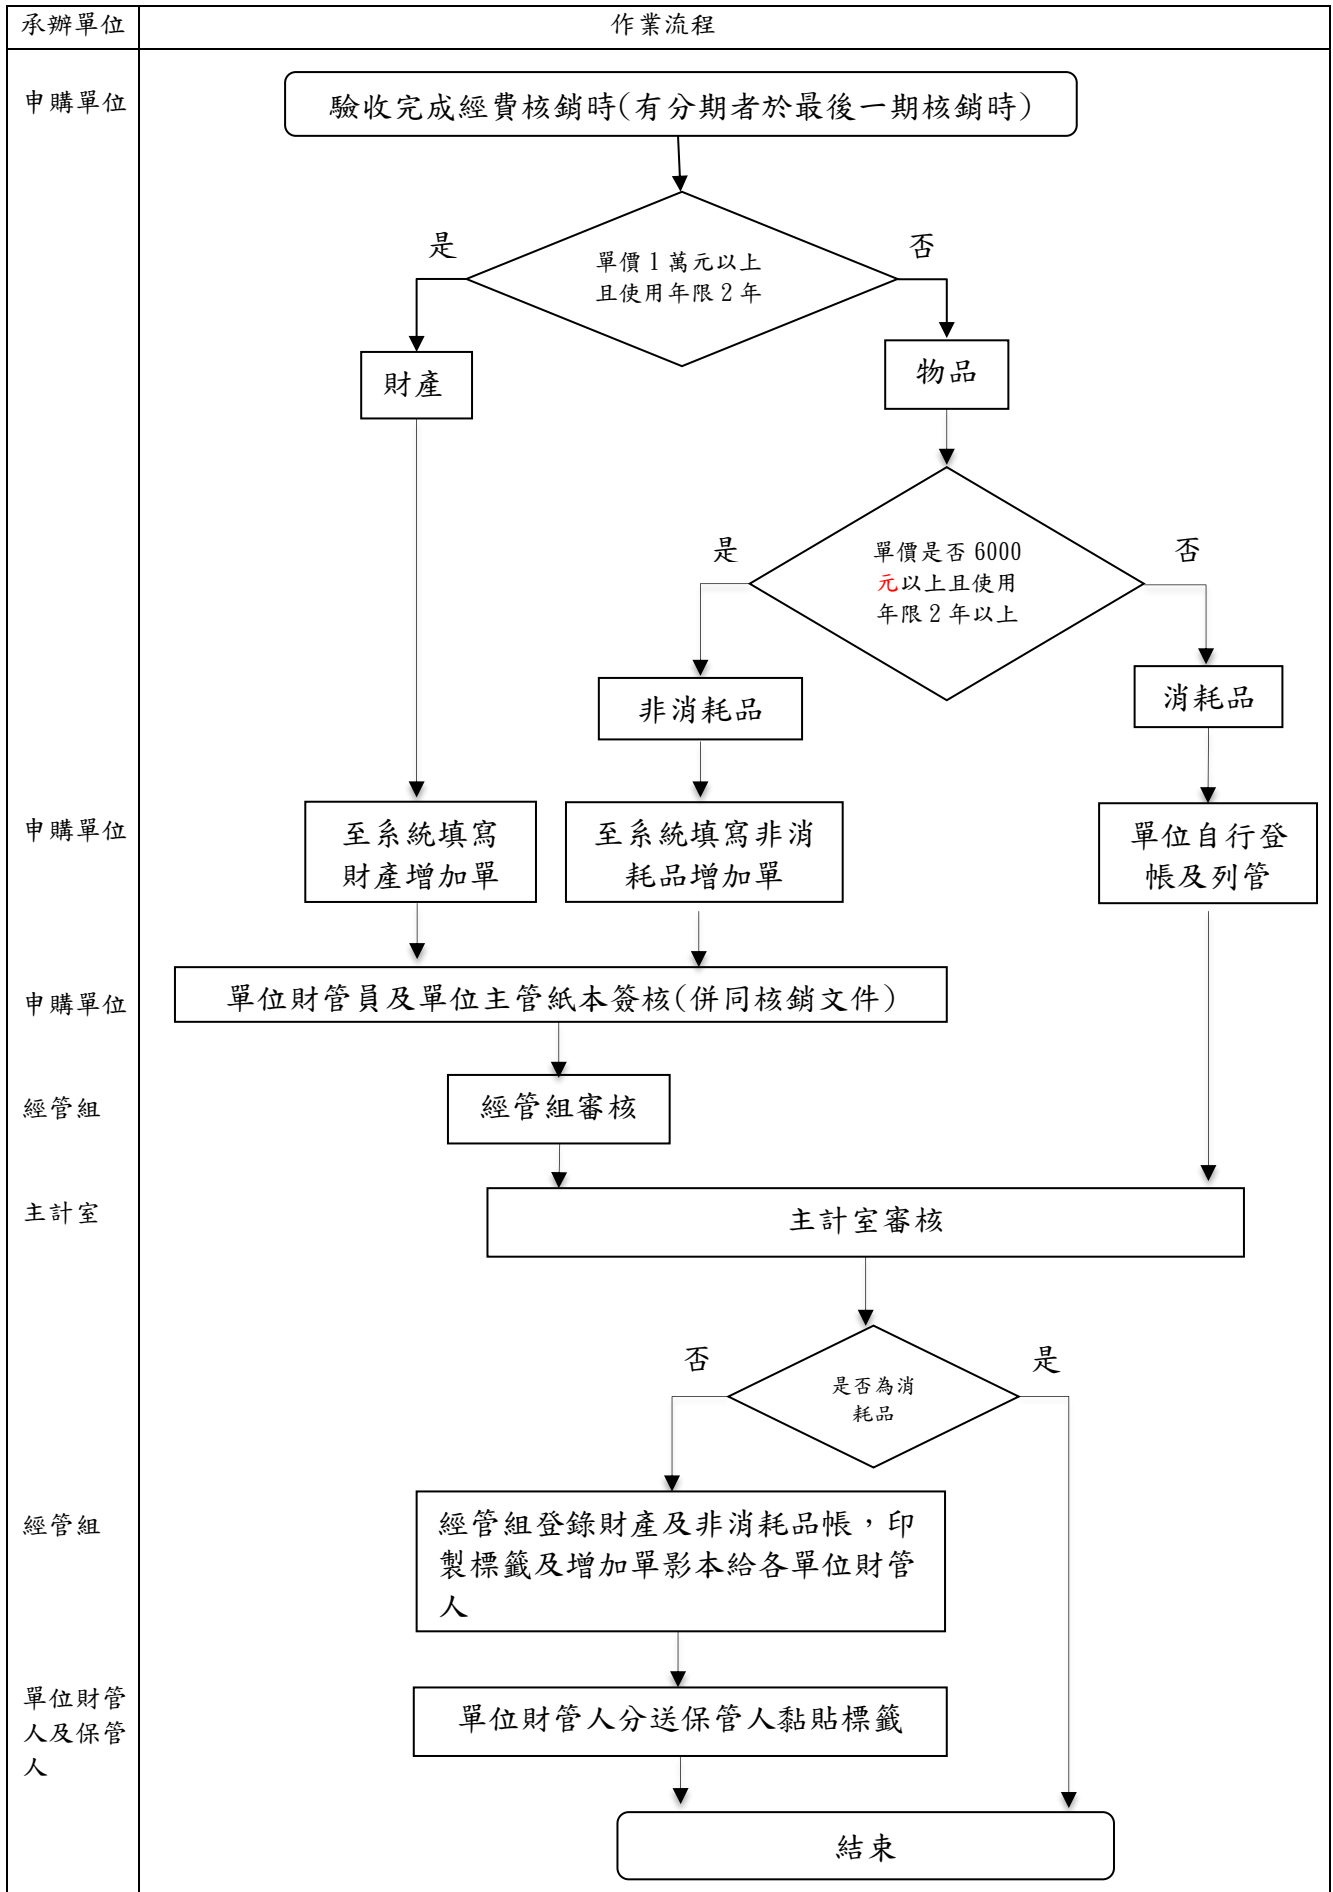 承辦單位
作業流程
申購單位
驗收完成經費核銷時(有分期者於最後一期核銷時)
是
否
單價 1 萬元以上
且使用年限 2 年
財產
物品
是
否
單價是否 6000
元以上且使用
年限 2 年以上
非消耗品
消耗品
申購單位
至系統填寫
財產增加單
至系統填寫非消
耗品增加單
單位自行登
帳及列管
申購單位
單位財管員及單位主管紙本簽核(併同核銷文件)
經管組
經管組審核
主計室
主計室審核
否
是
是否為消
耗品
經管組
經管組登錄財產及非消耗品帳，印
製標籤及增加單影本給各單位財管
人
單位財管
人及保管
人
單位財管人分送保管人黏貼標籤
結束